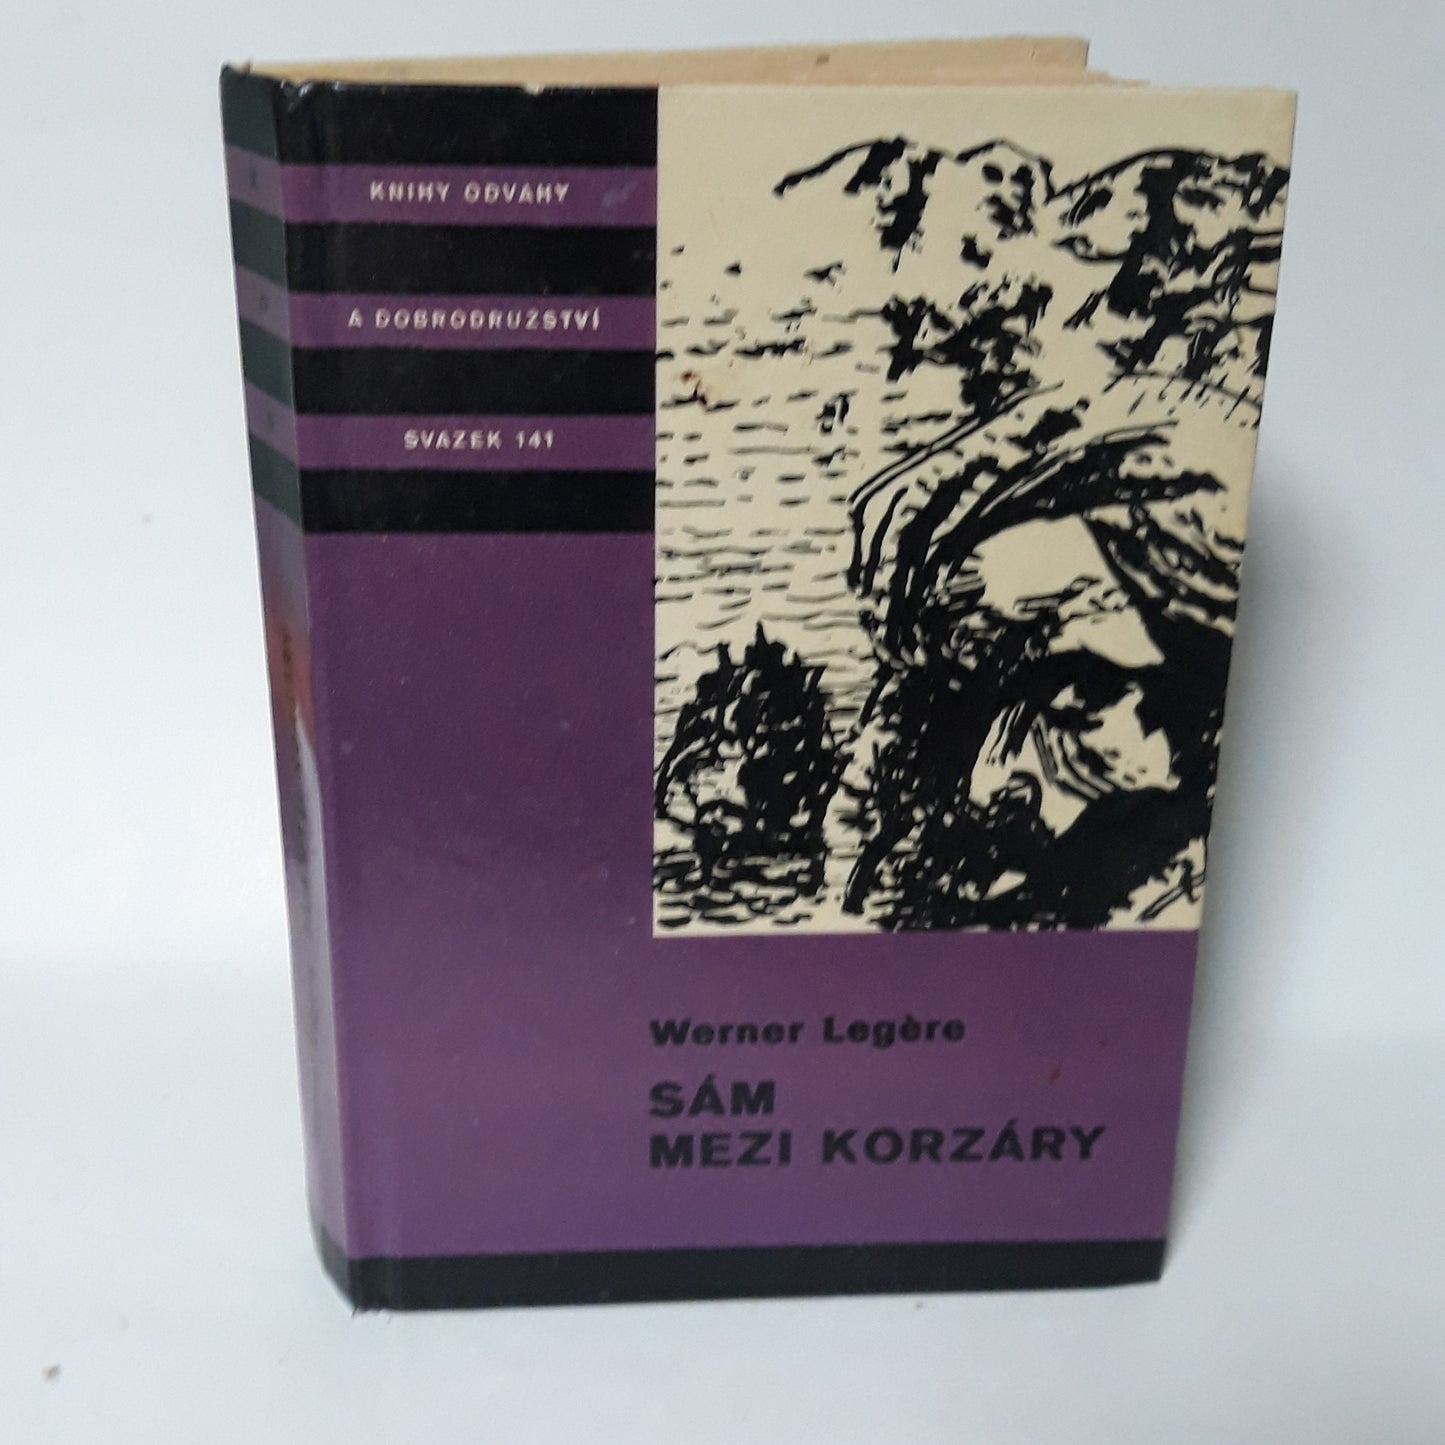 KNIHY ODVAHY
A DOBRODRUŽSTVÍ
SVAZEK 141
Werner Legère
SÁM
MEZI KORZÁRY